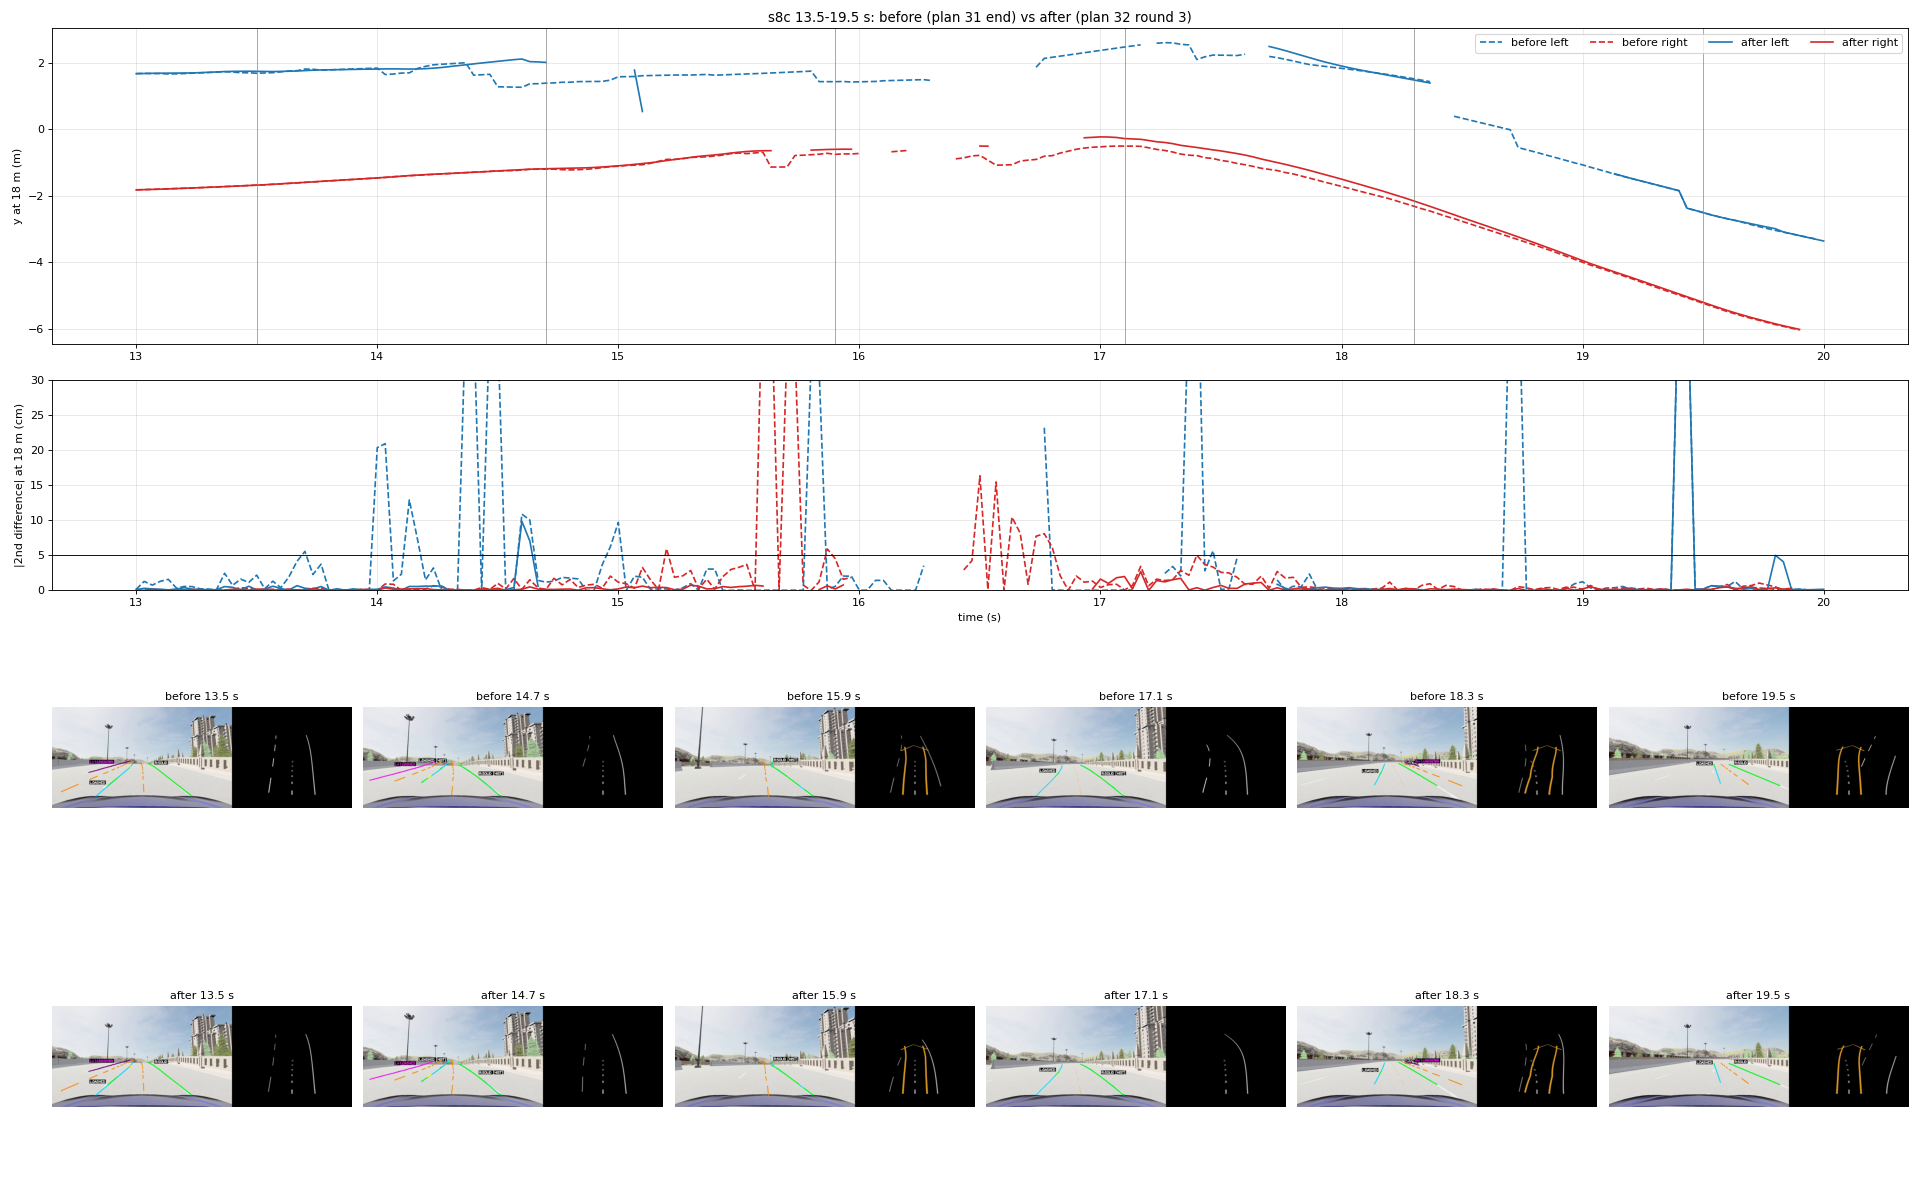 s8c 13.5-19.5 s: before (plan 31 end) vs after (plan 32 round 3)
before left
before right
after left
after right
y at 18 m (m)
2
0
−2
−4
−6
13
14
15
16
17
18
19
20
|2nd difference| at 18 m (cm)
30
25
20
15
10
5
0
13
14
15
16
17
18
19
20
time (s)
before 13.5 s
before 14.7 s
before 15.9 s
before 17.1 s
before 18.3 s
before 19.5 s
after 13.5 s
after 14.7 s
after 15.9 s
after 17.1 s
after 18.3 s
after 19.5 s